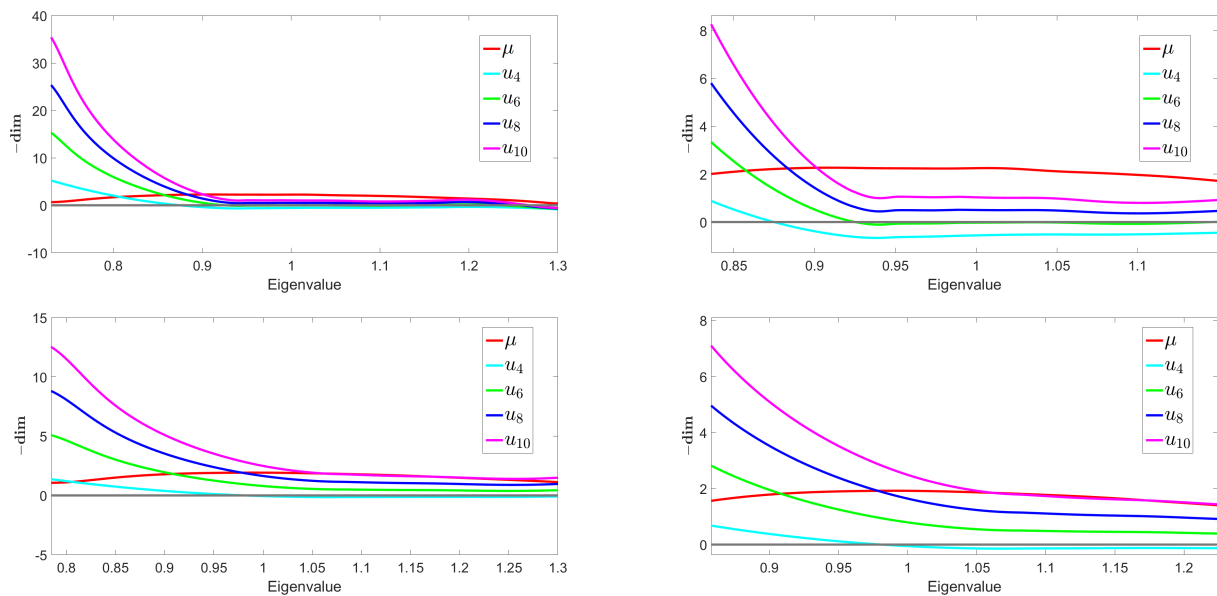 40
30
20
10
0
-10
−dim
0.8
0.9
1
1.1
1.2
1.3
Eigenvalue
μ
u₄
u₆
u₈
u₁₀
8
6
4
2
0
−dim
0.85
0.9
0.95
1
1.05
1.1
Eigenvalue
μ
u₄
u₆
u₈
u₁₀
15
10
5
0
-5
−dim
0.8
0.85
0.9
0.95
1
1.05
1.1
1.15
1.2
1.25
1.3
Eigenvalue
μ
u₄
u₆
u₈
u₁₀
8
6
4
2
0
−dim
0.9
0.95
1
1.05
1.1
1.15
1.2
Eigenvalue
μ
u₄
u₆
u₈
u₁₀